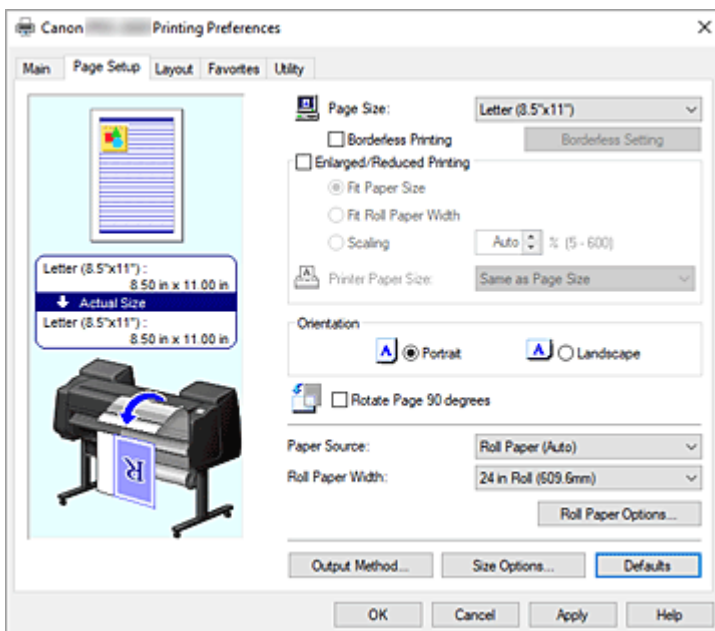 Canon Printing Preferences
Main Page Setup Layout Favorites Utility
Page Size: Letter (8.5"x11")
Borderless Printing Borderless Setting
Enlarged/Reduced Printing
Fit Paper Size
Fit Roll Paper Width
Scaling Auto % (5 - 600)
Printer Paper Size: Same as Page Size
Letter (8.5"x11") :
8.50 in x 11.00 in
Actual Size
Letter (8.5"x11") :
8.50 in x 11.00 in
Orientation
A Portrait A Landscape
Rotate Page 90 degrees
R
Paper Source: Roll Paper (Auto)
Roll Paper Width: 24 in Roll (609.6mm)
Roll Paper Options...
Output Method... Size Options... Defaults
OK Cancel Apply Help